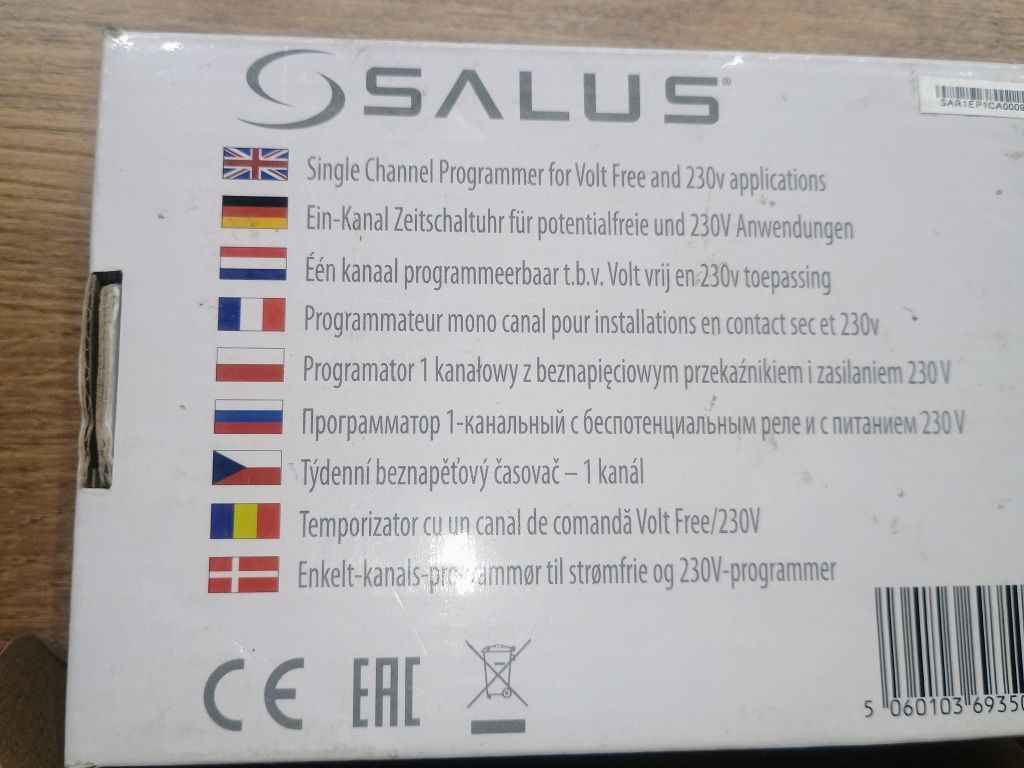 SALUS®
SAR1EP1CA0009
Single Channel Programmer for Volt Free and 230v applications
Ein-Kanal Zeitschaltuhr für potentialfreie und 230V Anwendungen
Één kanaal programmeerbaar t.b.v. Volt vrij en 230v toepassing
Programmateur mono canal pour installations en contact sec et 230v
Programator 1 kanałowy z beznapięciowym przekaźnikiem i zasilaniem 230 V
Программатор 1-канальный с беспотенциальным реле и с питанием 230 V
Týdenní beznapěťový časovač – 1 kanál
Temporizator cu un canal de comandă Volt Free/230V
Enkelt-kanals-programmør til strømfrie og 230V-programmer
CE EAC
5 060103 69350